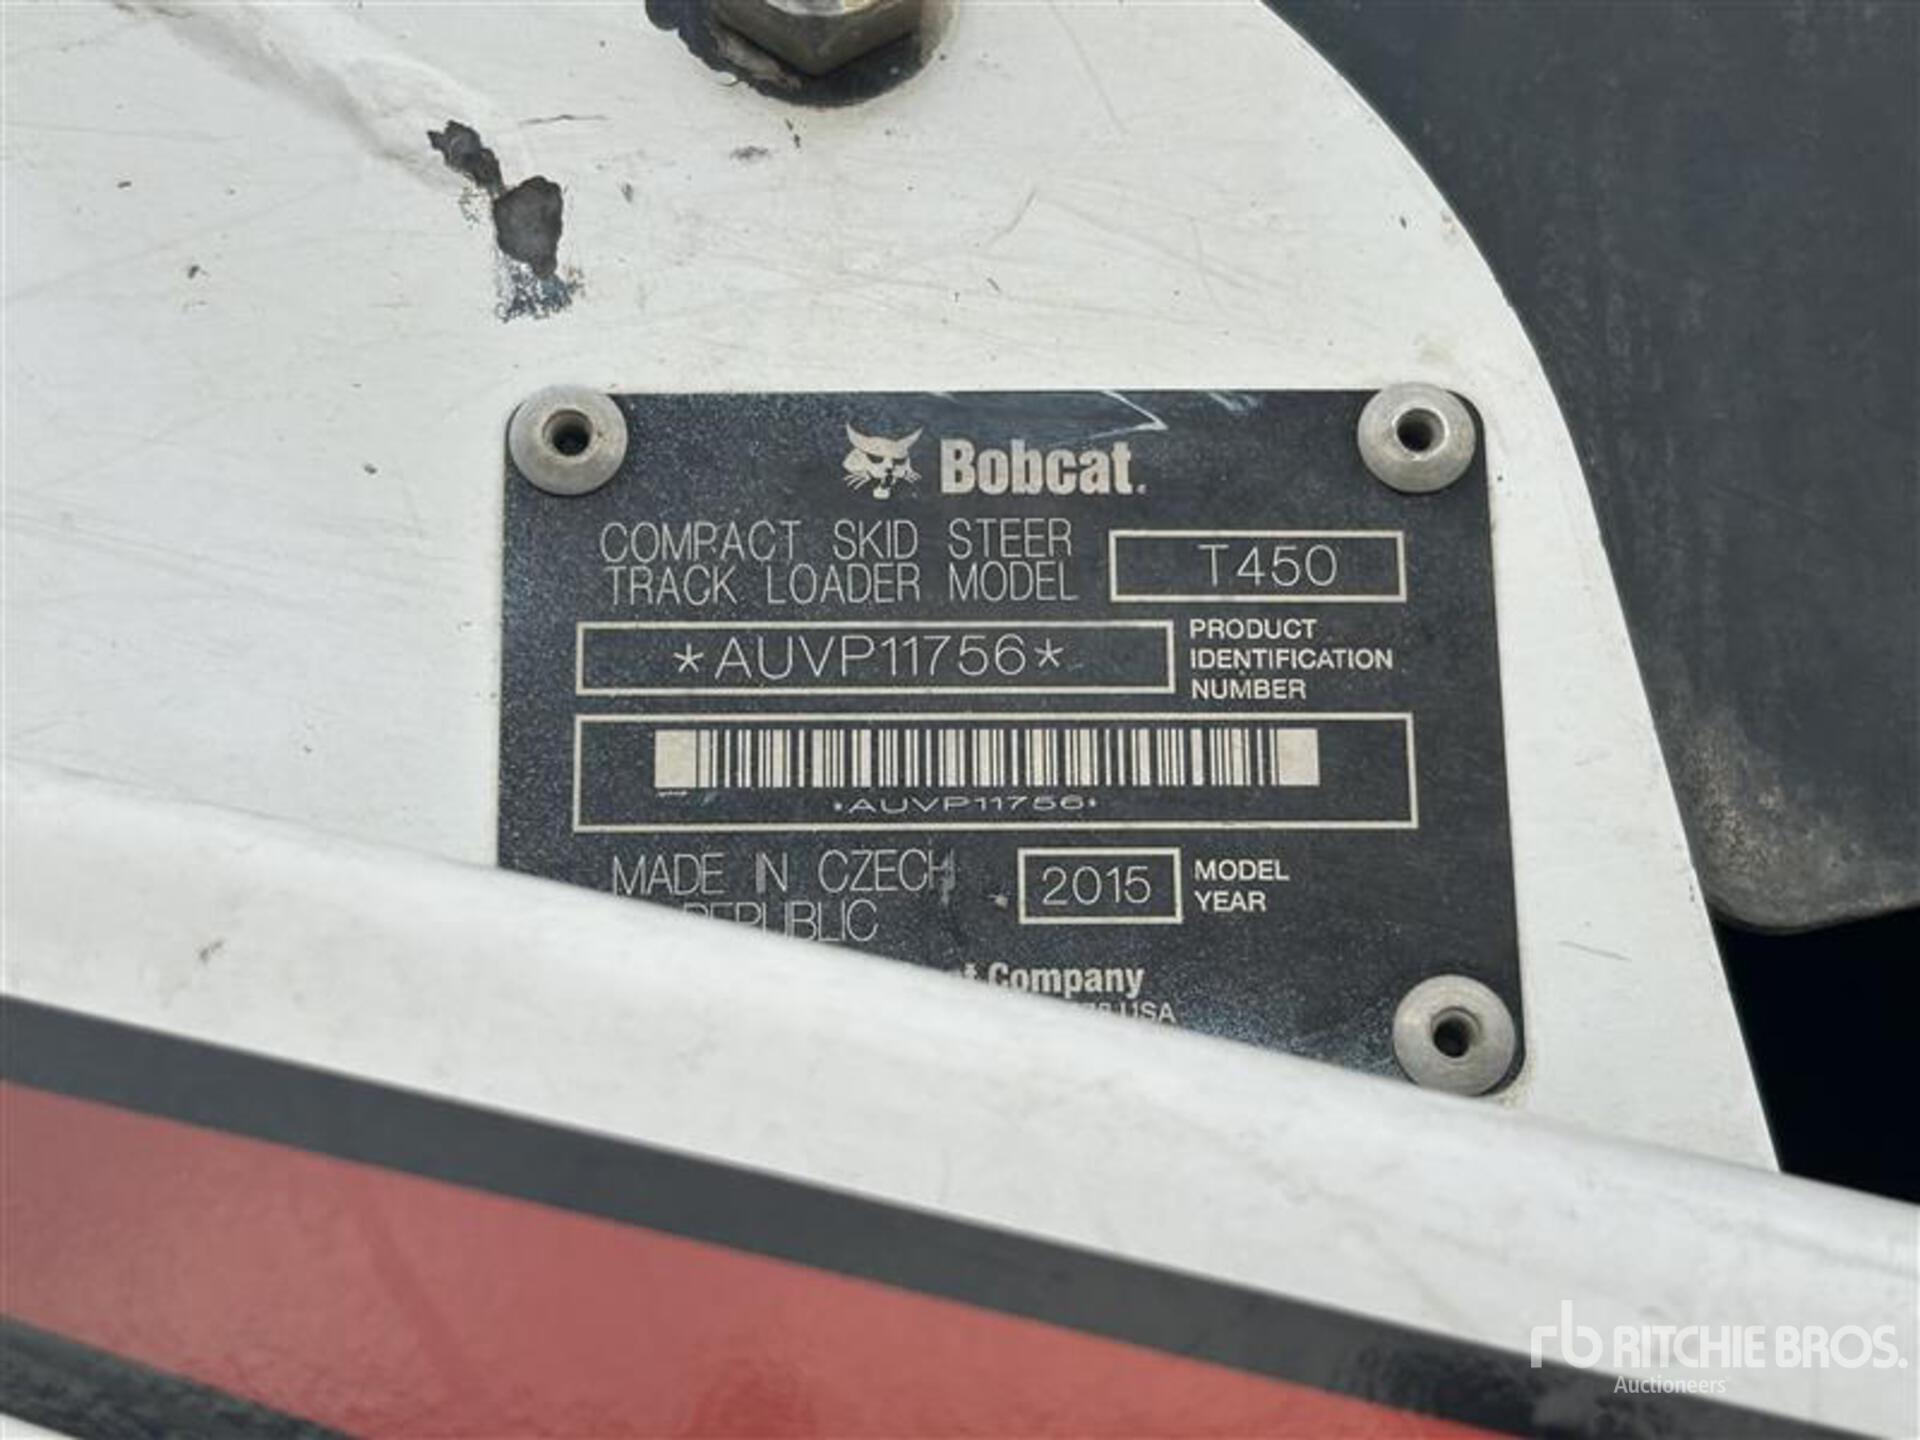 Bobcat
COMPACT SKID STEER
TRACK LOADER MODEL
T450
*AUVP11756*
PRODUCT
IDENTIFICATION
NUMBER
*AUVP11756*
MADE IN CZECH
REPUBLIC
2015
MODEL
YEAR
Company
USA
rb RITCHIE BROS.
Auctioneers